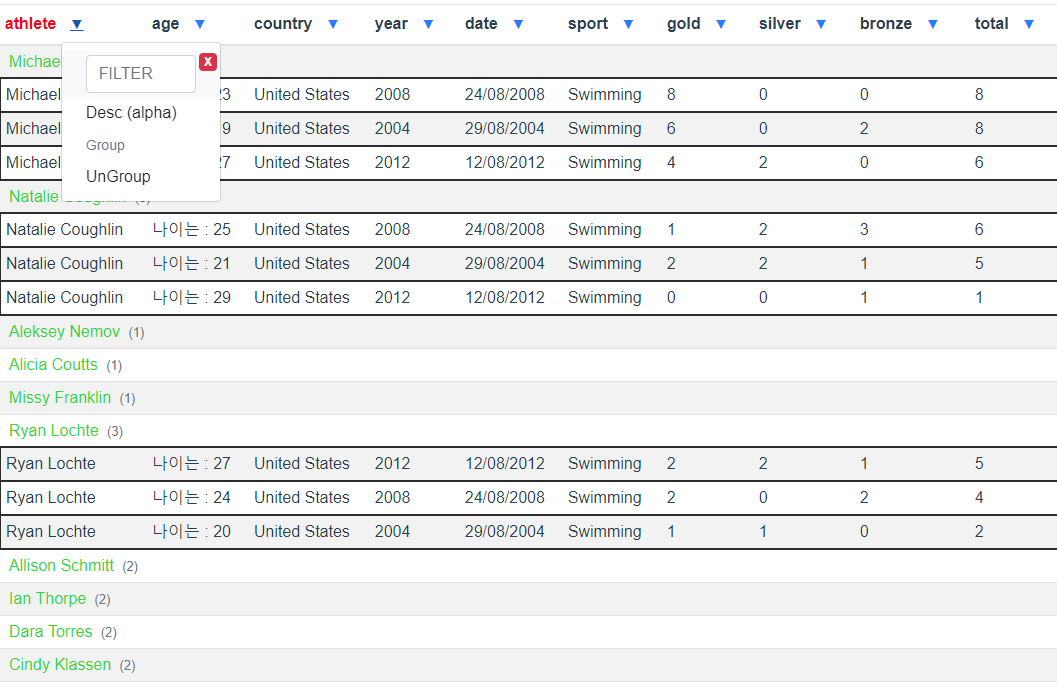 athlete ▼ age ▼ country ▼ year ▼ date ▼ sport ▼ gold ▼ silver ▼ bronze ▼ total ▼
FILTER
X
Desc (alpha)
Group
UnGroup
Michael 23 United States 2008 24/08/2008 Swimming 8 0 0 8
Michael 9 United States 2004 29/08/2004 Swimming 6 0 2 8
Michael 27 United States 2012 12/08/2012 Swimming 4 2 0 6
Natalie
Natalie Coughlin 나이는 : 25 United States 2008 24/08/2008 Swimming 1 2 3 6
Natalie Coughlin 나이는 : 21 United States 2004 29/08/2004 Swimming 2 2 1 5
Natalie Coughlin 나이는 : 29 United States 2012 12/08/2012 Swimming 0 0 1 1
Aleksey Nemov (1)
Alicia Coutts (1)
Missy Franklin (1)
Ryan Lochte (3)
Ryan Lochte 나이는 : 27 United States 2012 12/08/2012 Swimming 2 2 1 5
Ryan Lochte 나이는 : 24 United States 2008 24/08/2008 Swimming 2 0 2 4
Ryan Lochte 나이는 : 20 United States 2004 29/08/2004 Swimming 1 1 0 2
Allison Schmitt (2)
Ian Thorpe (2)
Dara Torres (2)
Cindy Klassen (2)